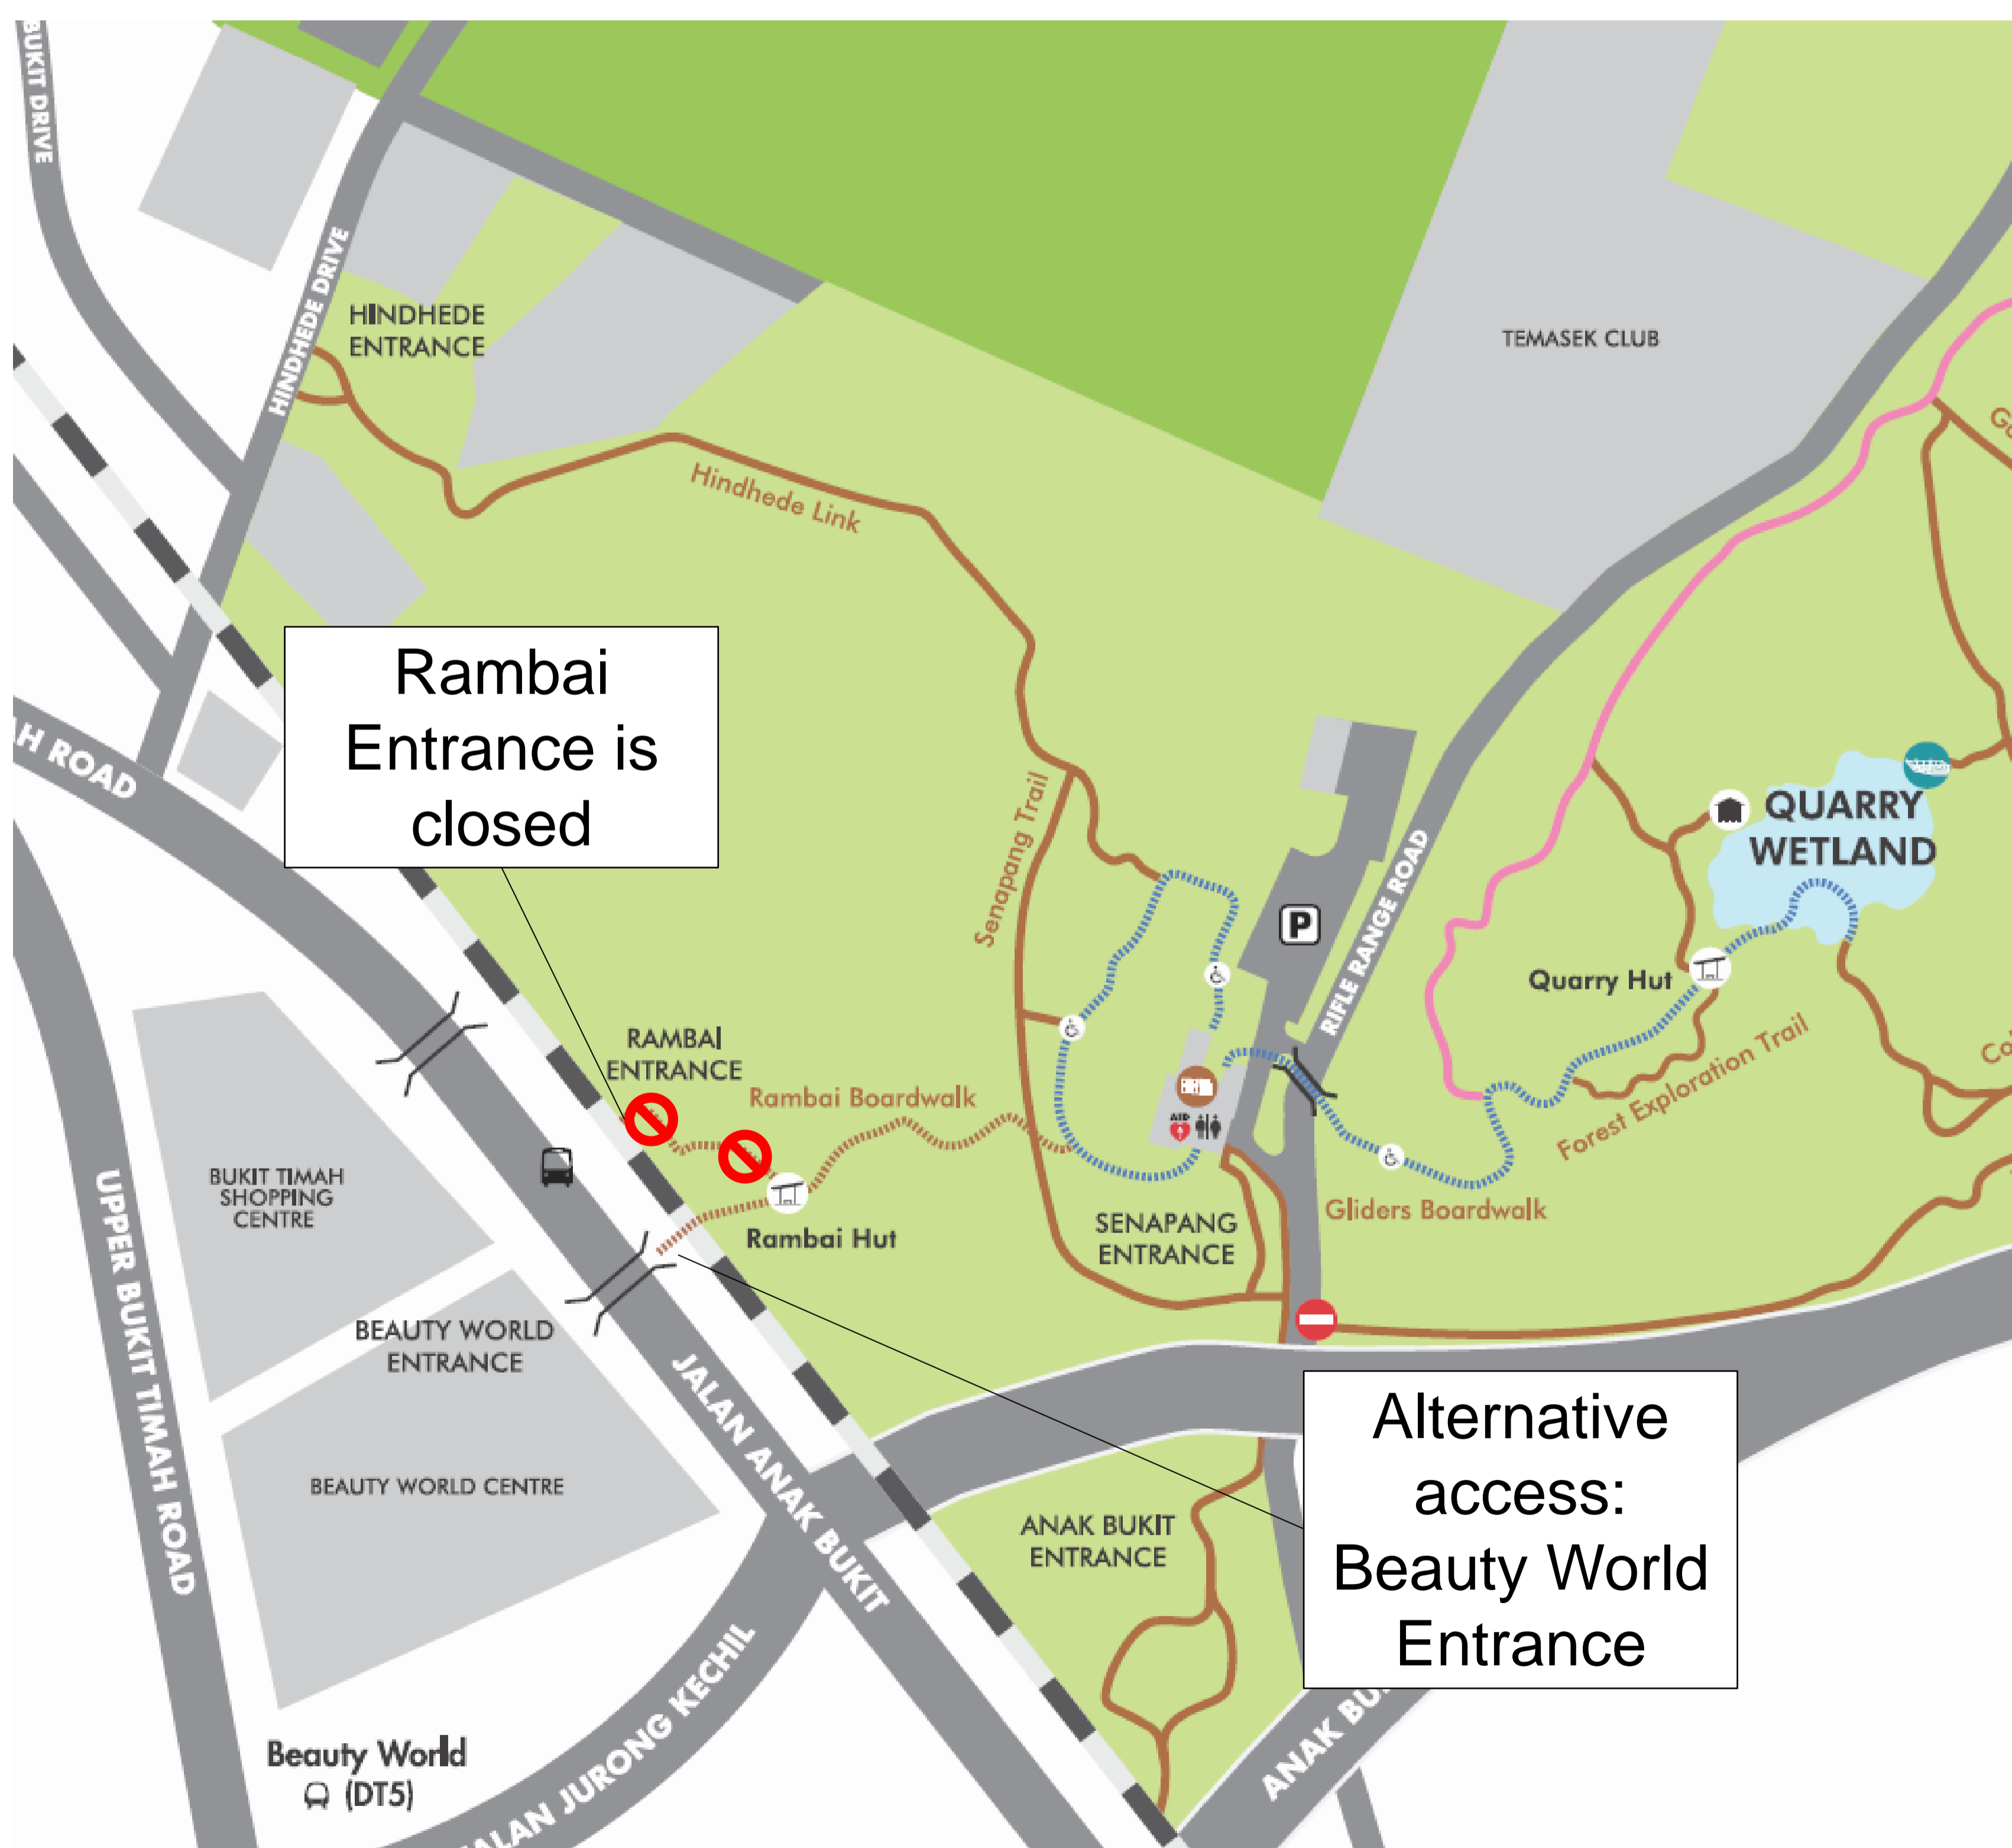 BUKIT DRIVE
HINDHEDE DRIVE
HINDHEDE
ENTRANCE
Hindhede Link
TEMASEK CLUB
Rambai
Entrance is
closed
AH ROAD
Senapang Trail
P
RIFLE RANGE ROAD
QUARRY
WETLAND
Quarry Hut
Forest Exploration Trail
RAMBAI
ENTRANCE
Rambai Boardwalk
AED
Rambai Hut
SENAPANG
ENTRANCE
Gliders Boardwalk
BUKIT TIMAH
SHOPPING
CENTRE
UPPER BUKIT TIMAH ROAD
BEAUTY WORLD
ENTRANCE
JALAN ANAK BUKIT
BEAUTY WORLD CENTRE
Alternative
access:
Beauty World
Entrance
ANAK BUKIT
ENTRANCE
Beauty World
(DT5)
JALAN JURONG KECHIL
ANAK BU